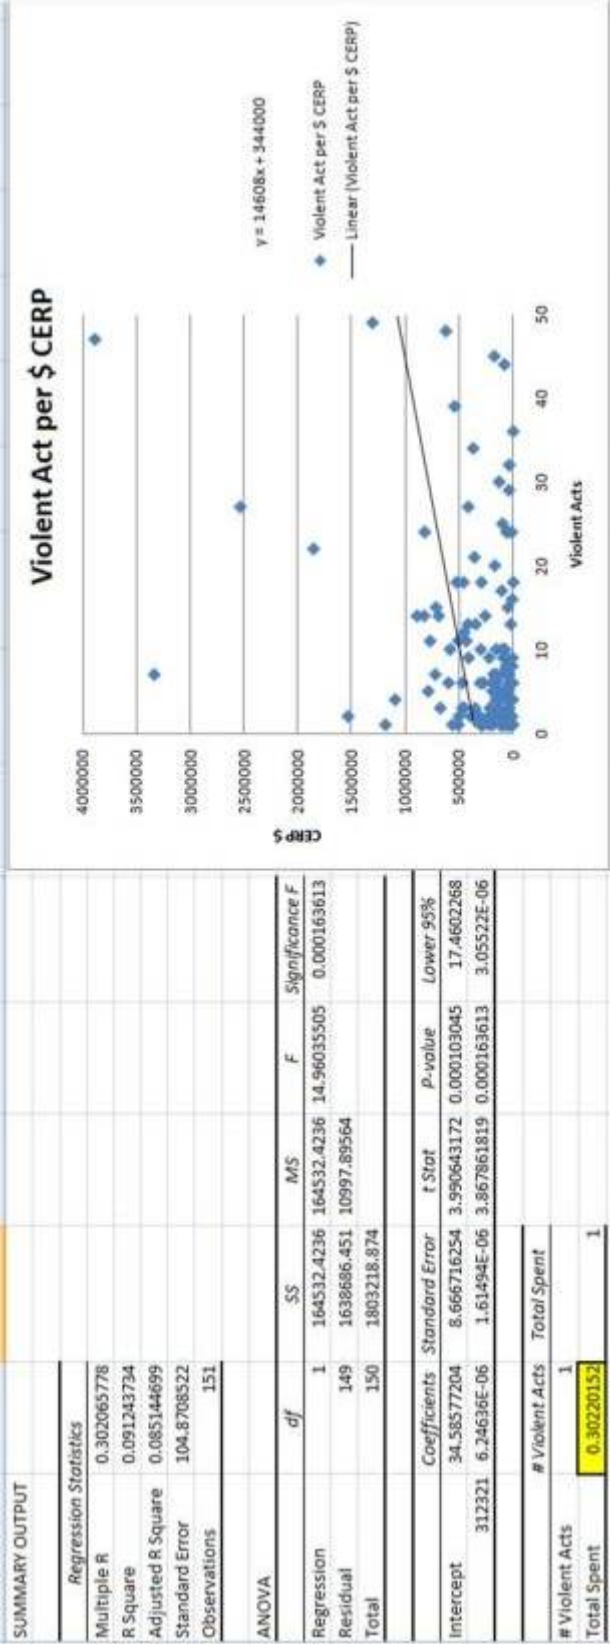 SUMMARY OUTPUT
Regression Statistics
Multiple R 0.302065778
R Square 0.091243734
Adjusted R Square 0.085144699
Standard Error 104.8708522
Observations 151
ANOVA
df SS MS F Significance F
Regression 1 164532.4236 164532.4236 14.96035505 0.000163613
Residual 149 1638686.451 10997.89564
Total 150 1803218.874
Coefficients Standard Error t Stat P-value Lower 95%
Intercept 34.58577204 8.666716254 3.990643172 0.000103045 17.4602268
312321 6.24636E-06 1.61494E-06 3.867861819 0.000163613 3.05522E-06
# Violent Acts Total Spent
# Violent Acts 1
Total Spent 0.30220152 1
Violent Act per $ CERP
CERP $
4000000
3500000
3000000
2500000
2000000
1500000
1000000
500000
0
0 10 20 30 40 50
Violent Acts
y = 14608x + 344000
Violent Act per $ CERP
Linear (Violent Act per $ CERP)